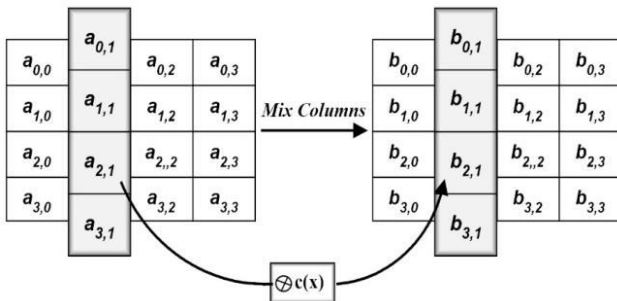 a0,1 b0,1
a0,0 a0,2 a0,3 b0,0 b0,2 b0,3
a1,1 b1,1
a1,0 a1,2 a1,3 Mix Columns b1,0 b1,2 b1,3
a2,0 a2,1 a2,,2 a2,3 b2,0 b2,1 b2,,2 b2,3
a3,0 a3,2 a3,3 b3,0 b3,2 b3,3
a3,1 b3,1
⊗c(x)